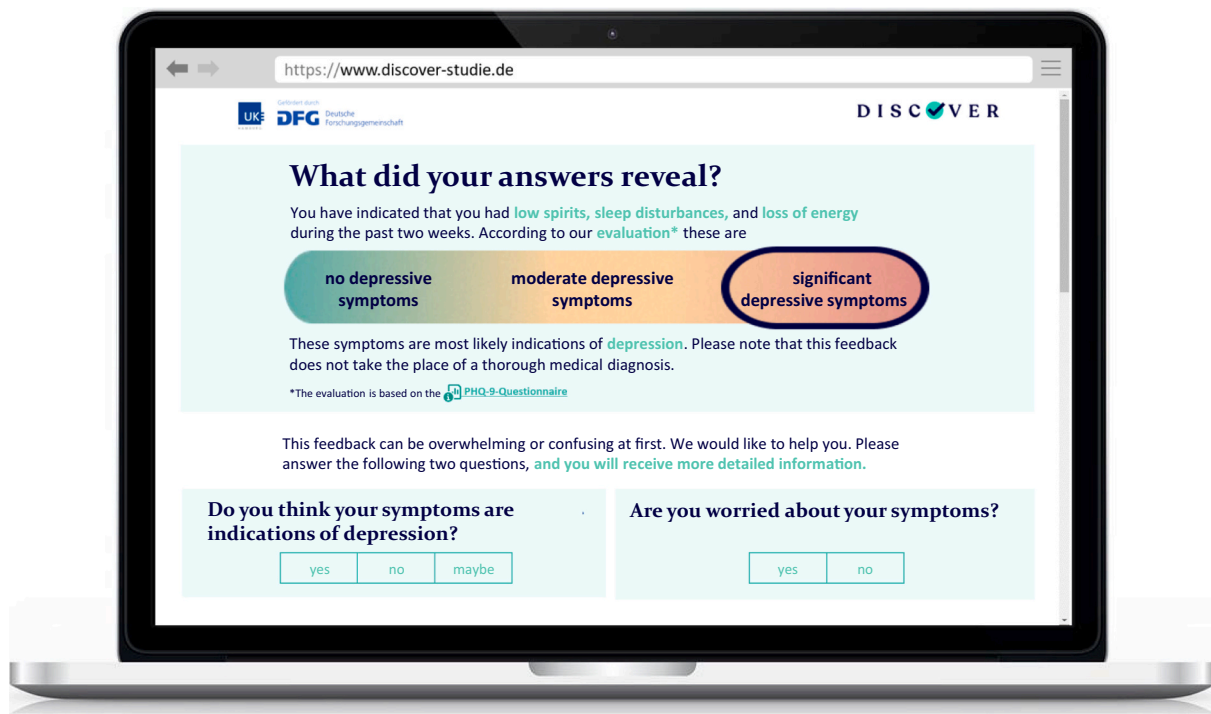 https://www.discover-studie.de
UKE
HAMBURG
Gefördert durch
DFG Deutsche
Forschungsgemeinschaft
DISCOVER
What did your answers reveal?
You have indicated that you had low spirits, sleep disturbances, and loss of energy
during the past two weeks. According to our evaluation* these are
no depressive
symptoms
moderate depressive
symptoms
significant
depressive symptoms
These symptoms are most likely indications of depression. Please note that this feedback
does not take the place of a thorough medical diagnosis.
*The evaluation is based on the PHQ-9-Questionnaire
This feedback can be overwhelming or confusing at first. We would like to help you. Please
answer the following two questions, and you will receive more detailed information.
Do you think your symptoms are
indications of depression?
yes no maybe
Are you worried about your symptoms?
yes no